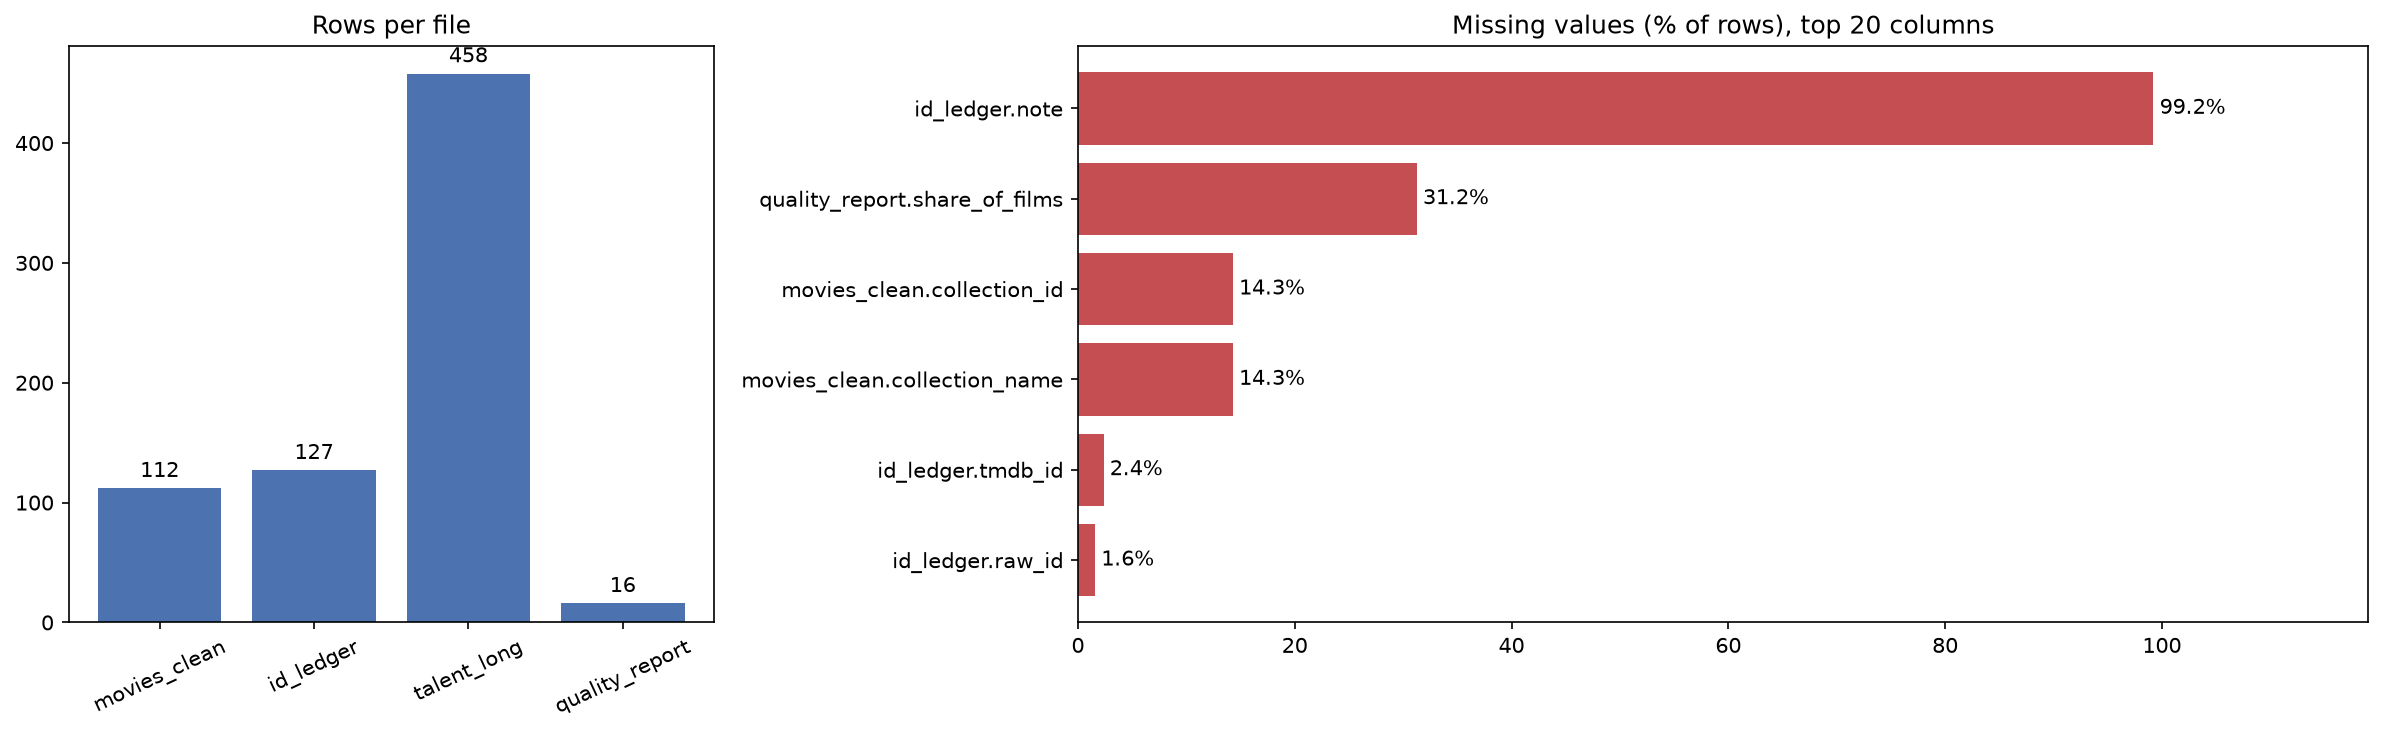 Rows per file
458
400
300
200
127
112
100
16
0
movies_clean
id_ledger
talent_long
quality_report
Missing values (% of rows), top 20 columns
id_ledger.note
99.2%
quality_report.share_of_films
31.2%
movies_clean.collection_id
14.3%
movies_clean.collection_name
14.3%
id_ledger.tmdb_id
2.4%
id_ledger.raw_id
1.6%
0 20 40 60 80 100